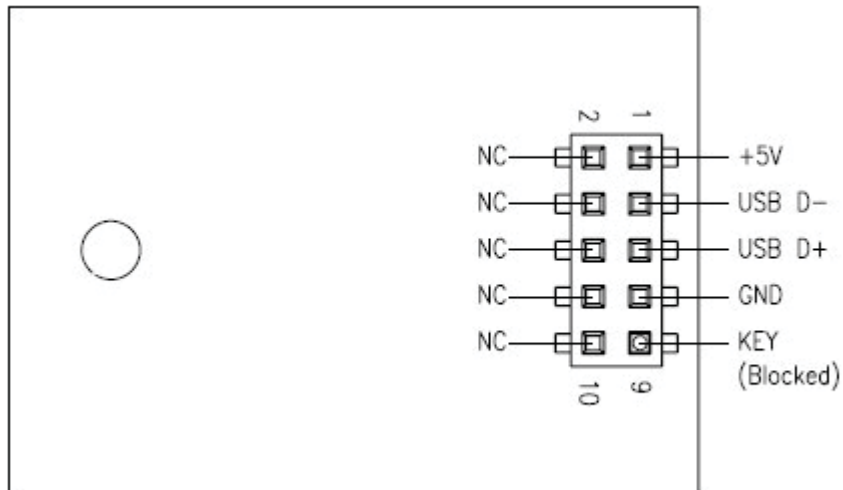 2 1
NC +5V
NC USB D-
NC USB D+
NC GND
NC KEY
(Blocked)
10 9